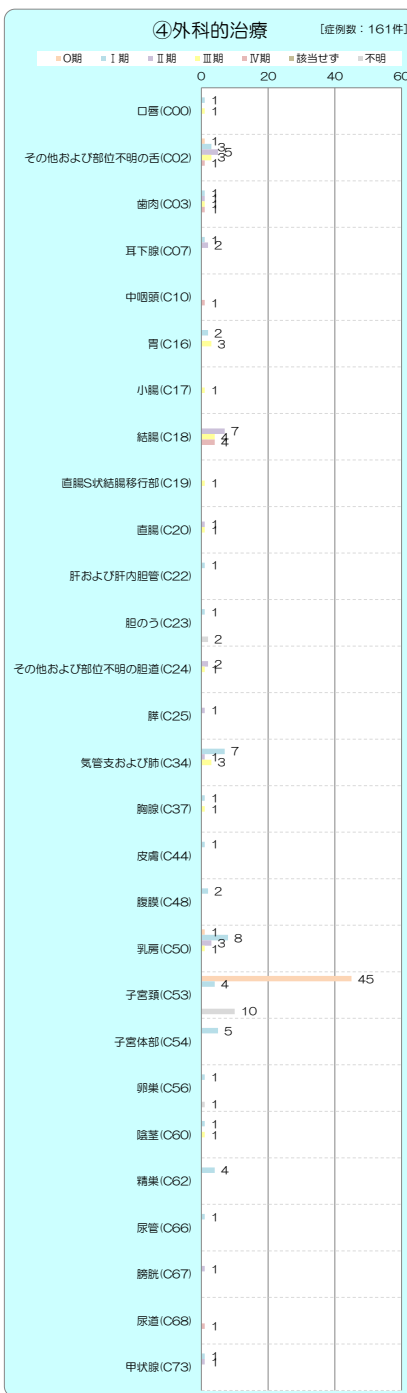 ④外科的治療 [症例数：161件]
0期 Ⅰ期 Ⅱ期 Ⅲ期 Ⅳ期 該当せず 不明
0 20 40 60
口唇(C00) 1 1
その他および部位不明の舌(C02) 1 3 5 3 1
歯肉(C03) 1 1 1 1
耳下腺(C07) 1 2
中咽頭(C10) 1
胃(C16) 2 3
小腸(C17) 1
結腸(C18) 7 4 4
直腸S状結腸移行部(C19) 1
直腸(C20) 1 1
肝および肝内胆管(C22) 1
胆のう(C23) 1 2
その他および部位不明の胆道(C24) 2 1
膵(C25) 1
気管支および肺(C34) 7 1 3
胸腺(C37) 1 1
皮膚(C44) 1
腹膜(C48) 2
乳房(C50) 1 8 3 1
子宮頚(C53) 45 4 10
子宮体部(C54) 5
卵巣(C56) 1 1
陰茎(C60) 1 1
精巣(C62) 4
尿管(C66) 1
膀胱(C67) 1
尿道(C68) 1
甲状腺(C73) 1 1